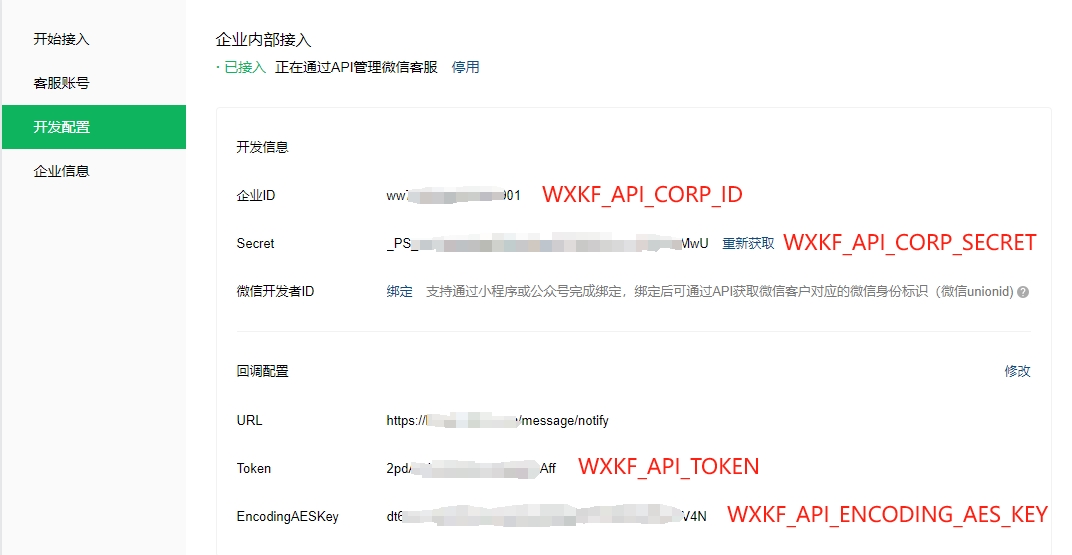 开始接入
客服账号
开发配置
企业信息
企业内部接入
· 已接入 正在通过API管理微信客服 停用
开发信息
企业ID ww 901 WXKF_API_CORP_ID
Secret _PS_ MwU 重新获取 WXKF_API_CORP_SECRET
微信开发者ID 绑定 支持通过小程序或公众号完成绑定，绑定后可通过API获取微信客户对应的微信身份标识（微信unionid) ?
回调配置 修改
URL https:// /message/notify
Token 2pd Aff WXKF_API_TOKEN
EncodingAESKey dt6 V4N WXKF_API_ENCODING_AES_KEY